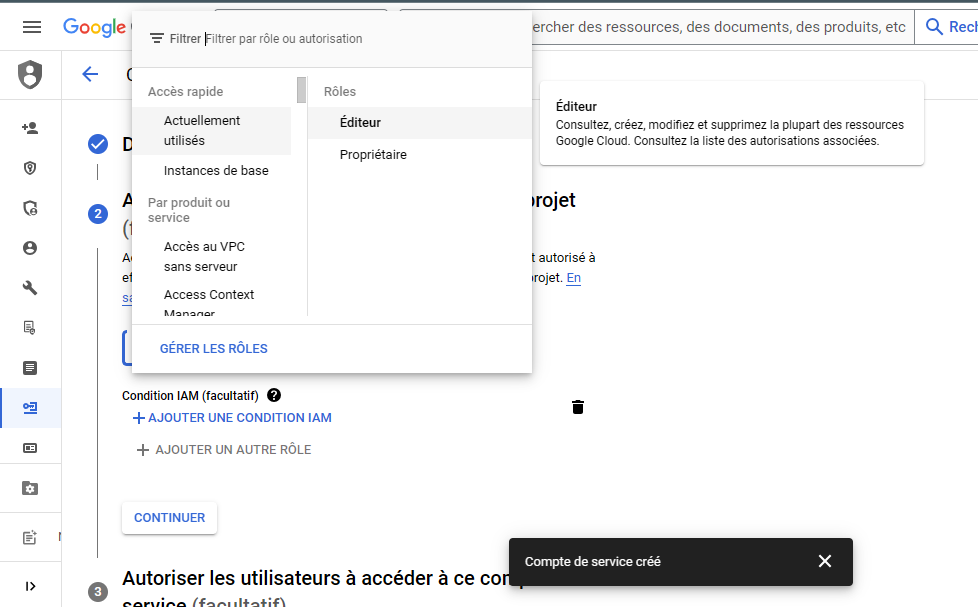 Google
Filtrer Filtrer par rôle ou autorisation
ercher des ressources, des documents, des produits, etc
Rech
Accès rapide
Actuellement
utilisés
Instances de base
Par produit ou
service
Accès au VPC
sans serveur
Access Context
Manager
GÉRER LES RÔLES
Rôles
Éditeur
Propriétaire
Éditeur
Consultez, créez, modifiez et supprimez la plupart des ressources
Google Cloud. Consultez la liste des autorisations associées.
D
2
A
rojet
(f
A
t autorisé à
ef
rojet. En
sa
Condition IAM (facultatif) ?
+ AJOUTER UNE CONDITION IAM
+ AJOUTER UN AUTRE RÔLE
CONTINUER
Compte de service créé
3
Autoriser les utilisateurs à accéder à ce com
service (facultatif)